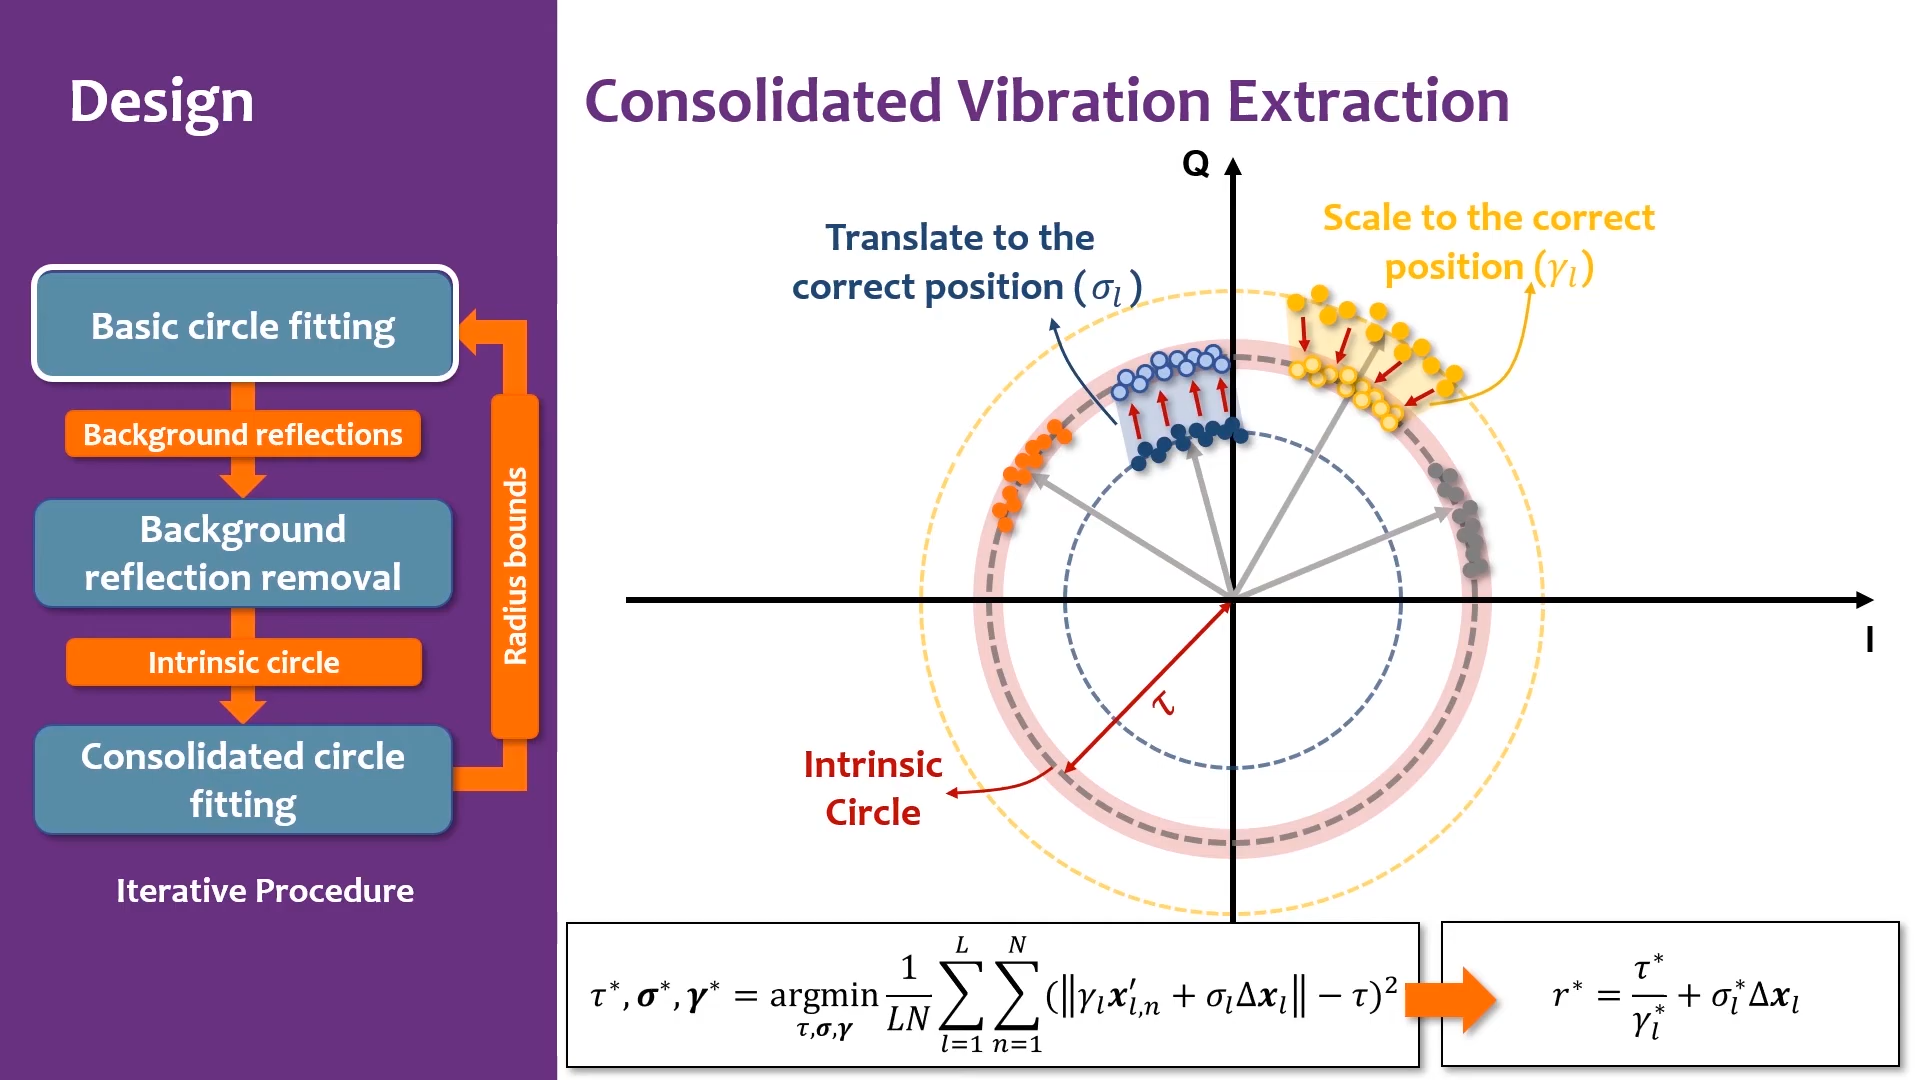 Design
Basic circle fitting
Background reflections
Background
reflection removal
Intrinsic circle
Consolidated circle
fitting
Radius bounds
Iterative Procedure
Consolidated Vibration Extraction
Q
Translate to the
correct position (σ_l)
Scale to the correct
position (γ_l)
I
τ
Intrinsic
Circle
τ*, σ*, γ* = argmin_{τ,σ,γ} 1/(LN) ∑_{l=1}^{L} ∑_{n=1}^{N} (‖γ_l x′_{l,n} + σ_l Δx_l‖ − τ)²
r* = τ*/γ_l* + σ_l* Δx_l